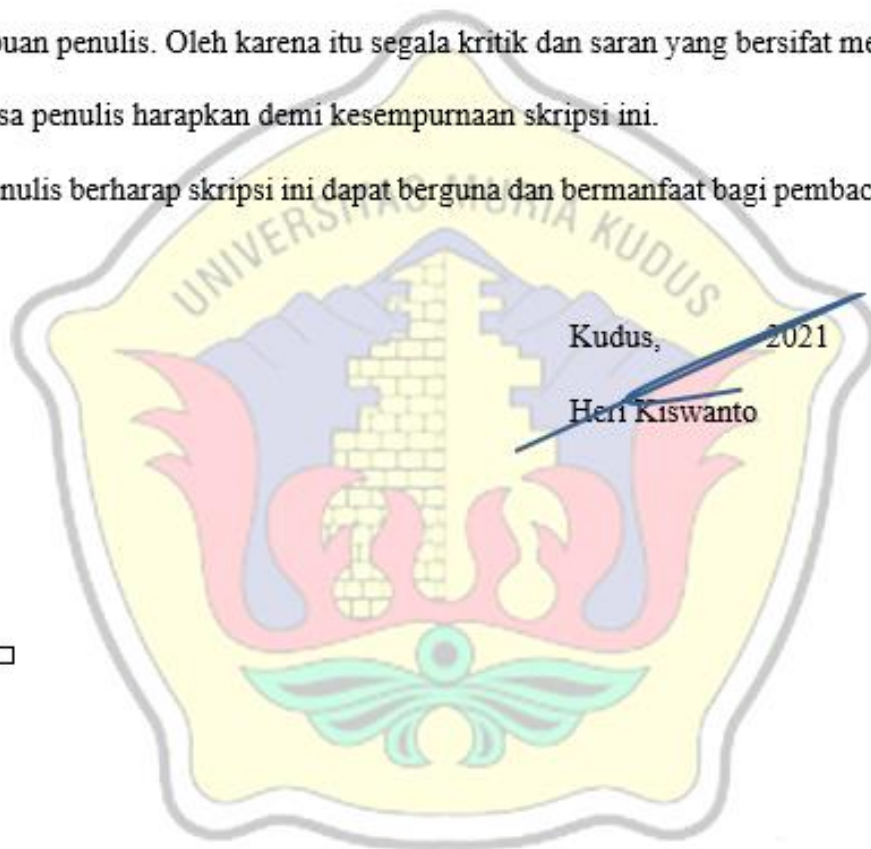 uan penulis. Oleh karena itu segala kritik dan saran yang bersifat me
sa penulis harapkan demi kesempurnaan skripsi ini.
nulis berharap skripsi ini dapat berguna dan bermanfaat bagi pembac
UNIVERSITAS MURIA KUDUS
Kudus, 2021
Heri Kiswanto